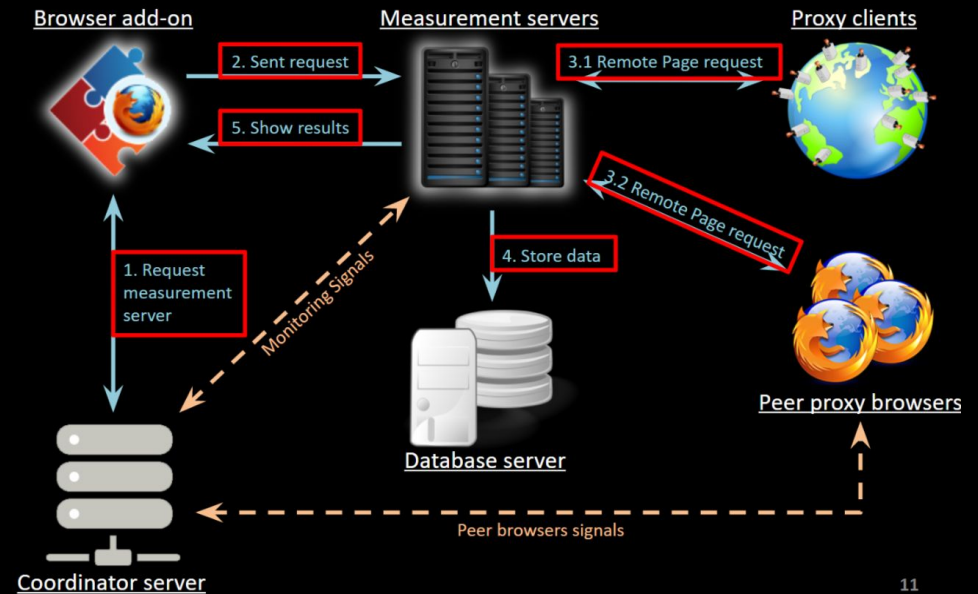 Browser add-on
Measurement servers
Proxy clients
2. Sent request
3.1 Remote Page request
5. Show results
3.2 Remote Page request
1. Request
measurement
server
Monitoring Signals
4. Store data
Peer proxy browsers
Database server
Peer browsers signals
Coordinator server
11